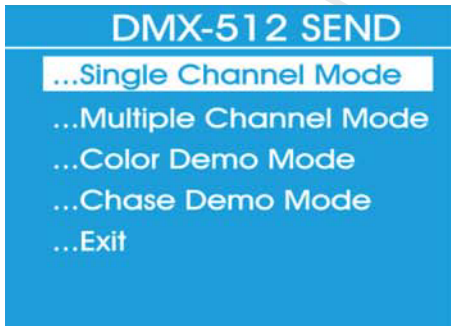 DMX-512 SEND
...Single Channel Mode
...Multiple Channel Mode
...Color Demo Mode
...Chase Demo Mode
...Exit